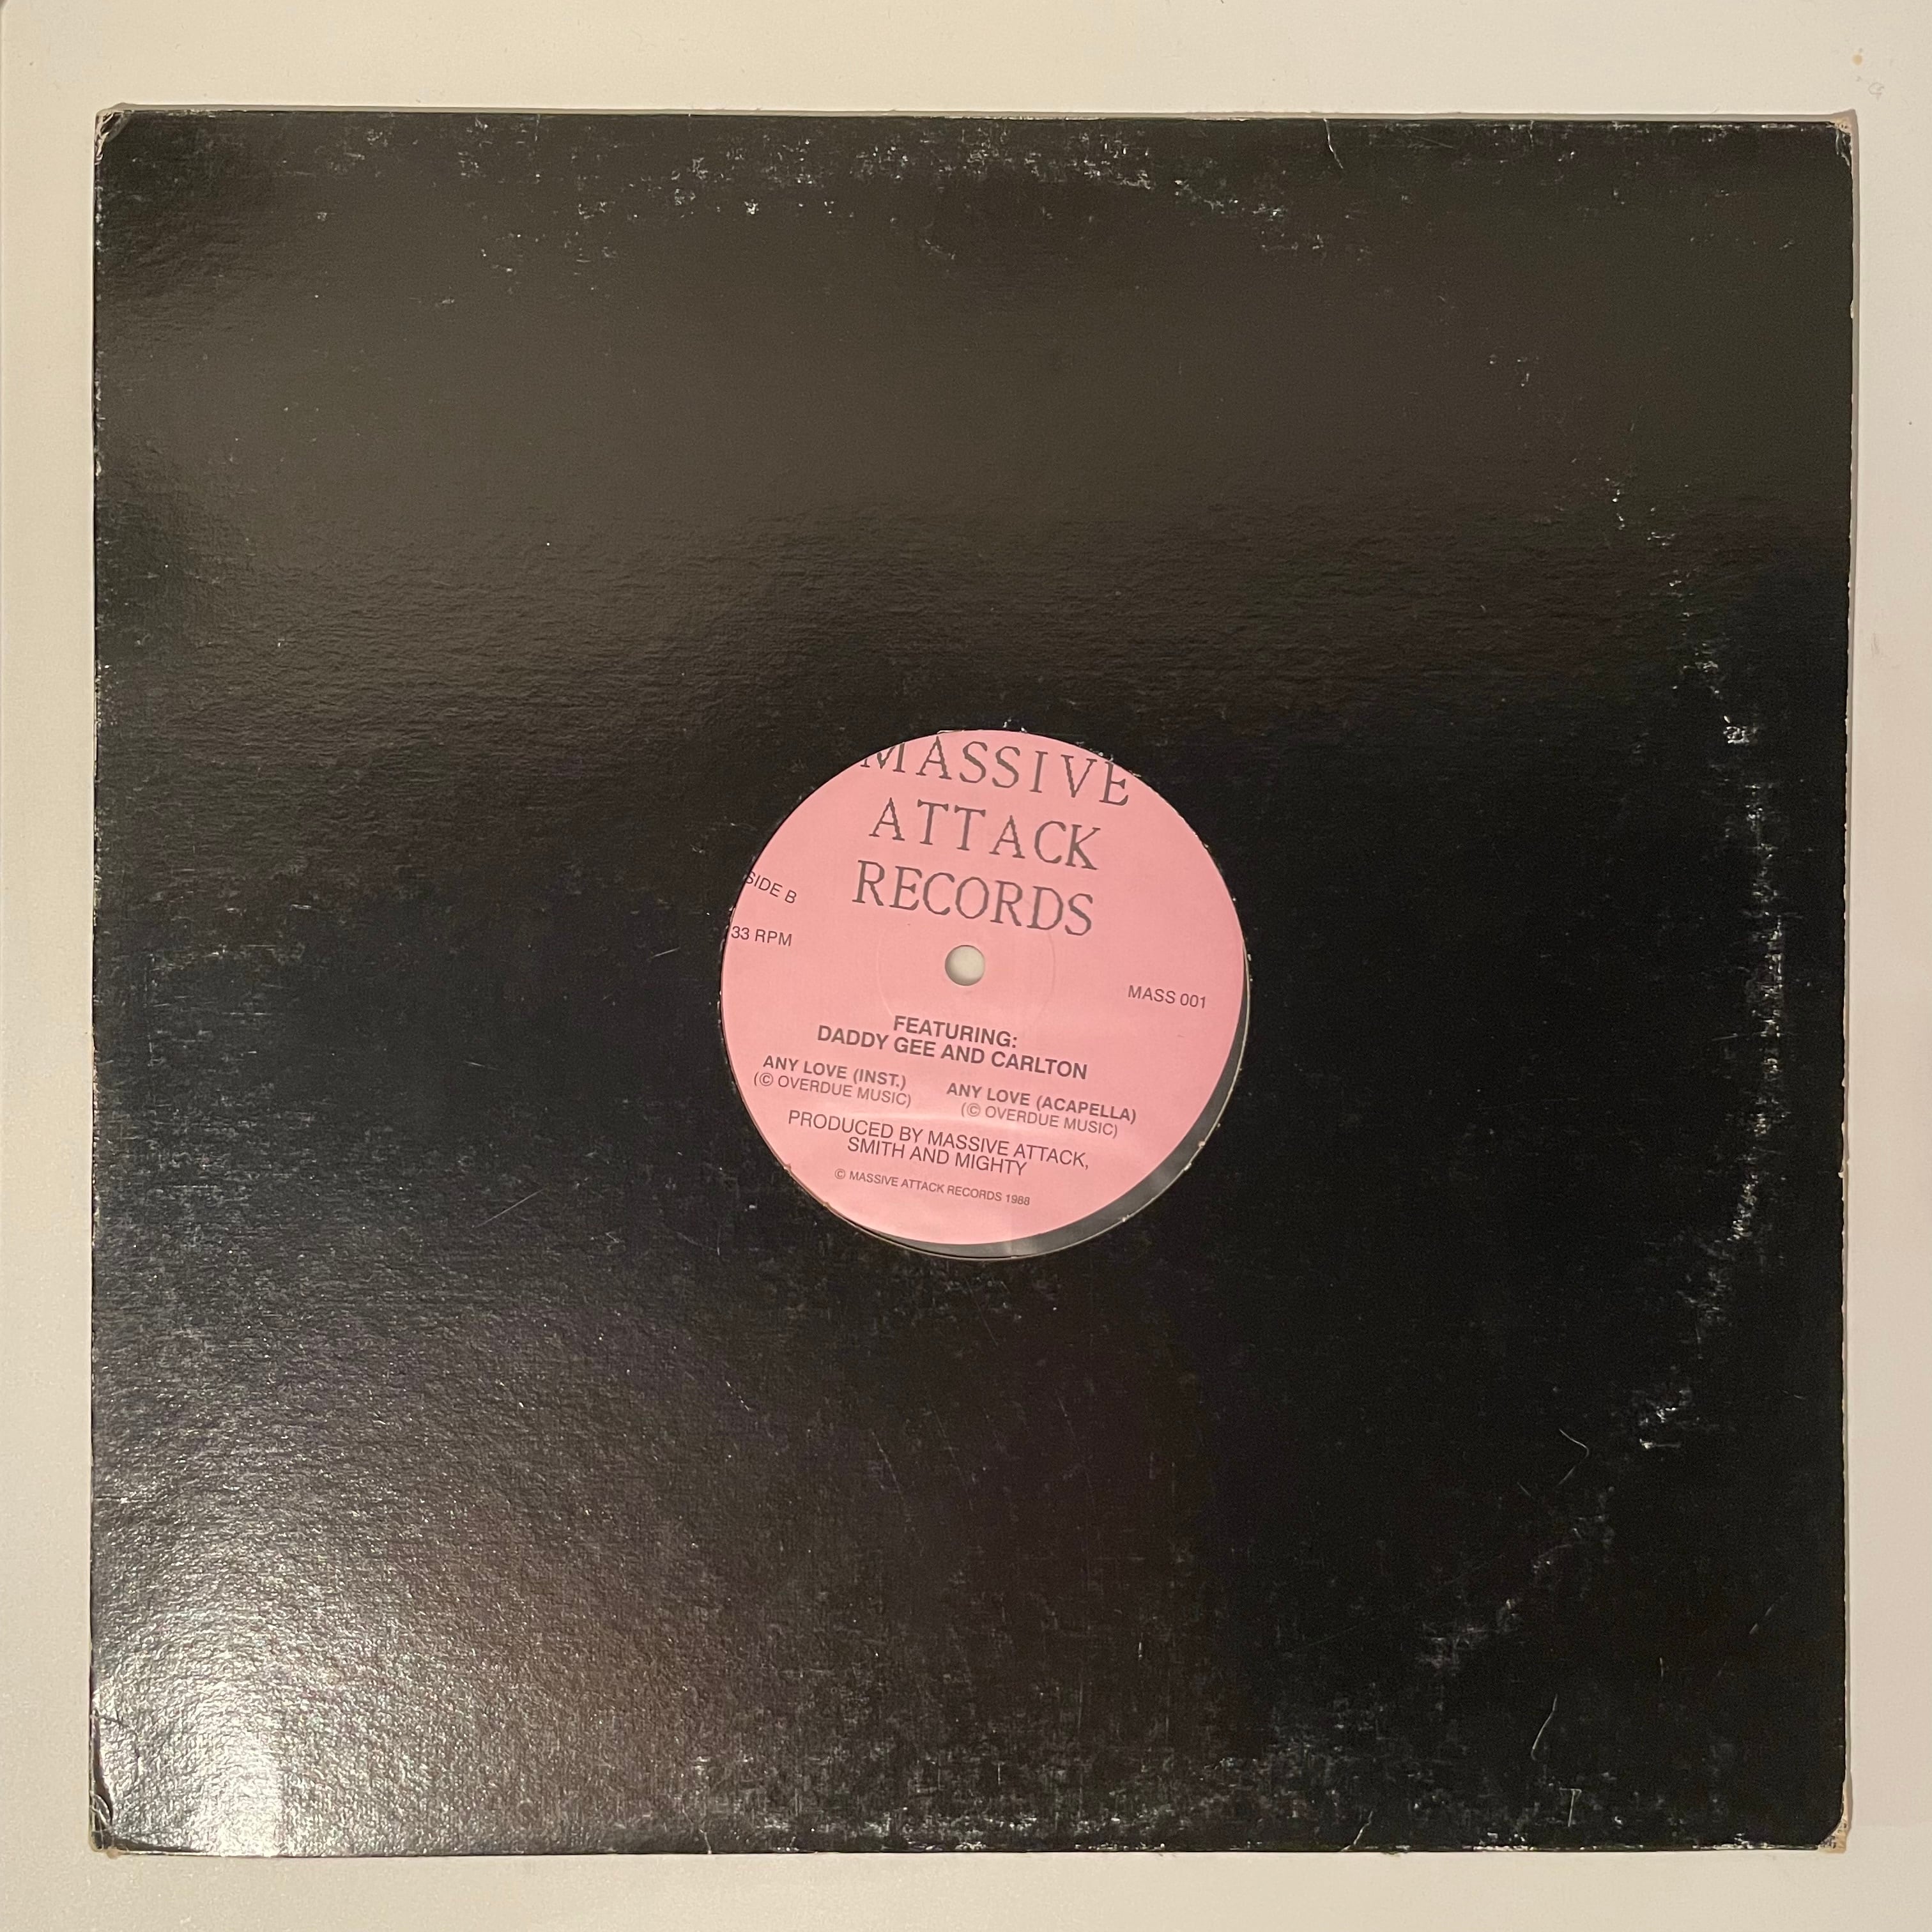 MASSIVE
ATTACK
RECORDS
SIDE B
33 RPM
MASS 001
FEATURING:
DADDY GEE AND CARLTON
ANY LOVE (INST.)
(© OVERDUE MUSIC)
ANY LOVE (ACAPELLA)
(© OVERDUE MUSIC)
PRODUCED BY MASSIVE ATTACK,
SMITH AND MIGHTY
© MASSIVE ATTACK RECORDS 1988